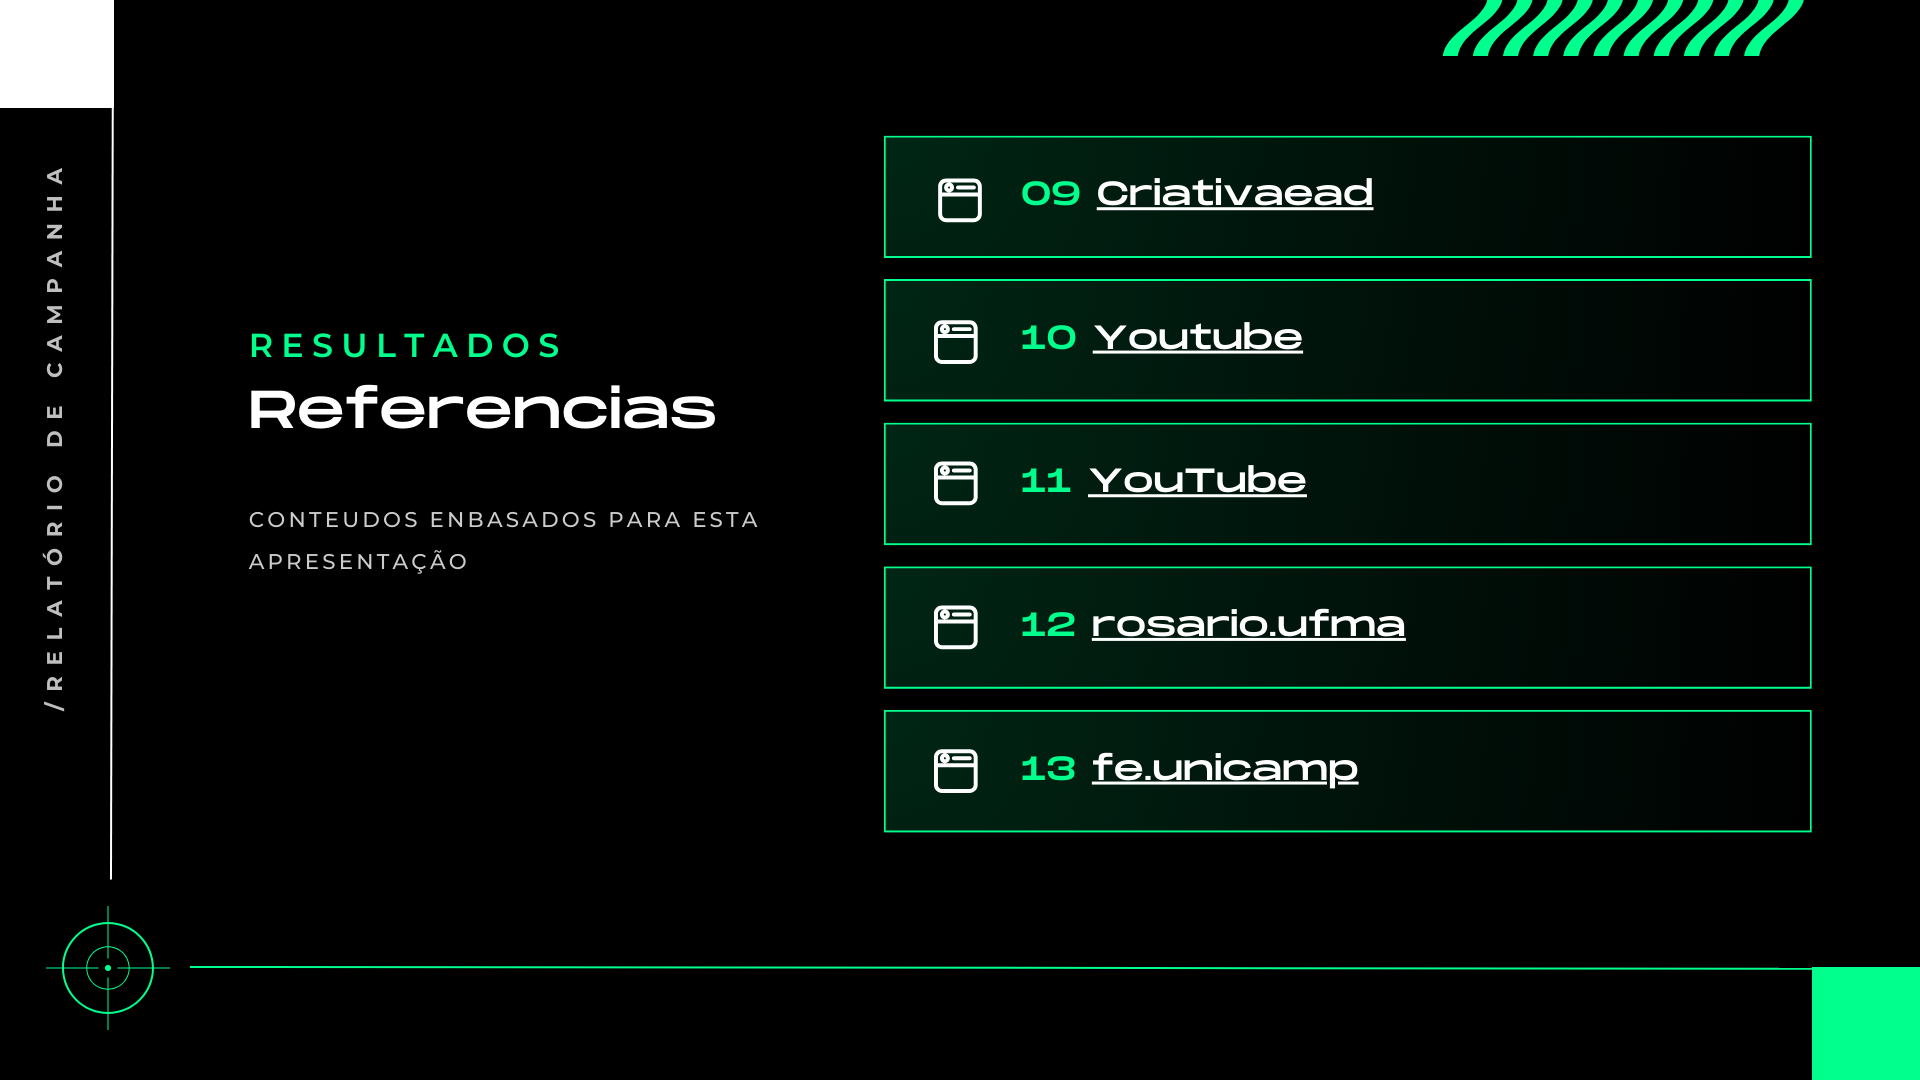 /RELATÓRIO DE CAMPANHA
RESULTADOS
Referencias
CONTEUDOS ENBASADOS PARA ESTA
APRESENTAÇÃO
09 Criativaead
10 Youtube
11 YouTube
12 rosario.ufma
13 fe.unicamp